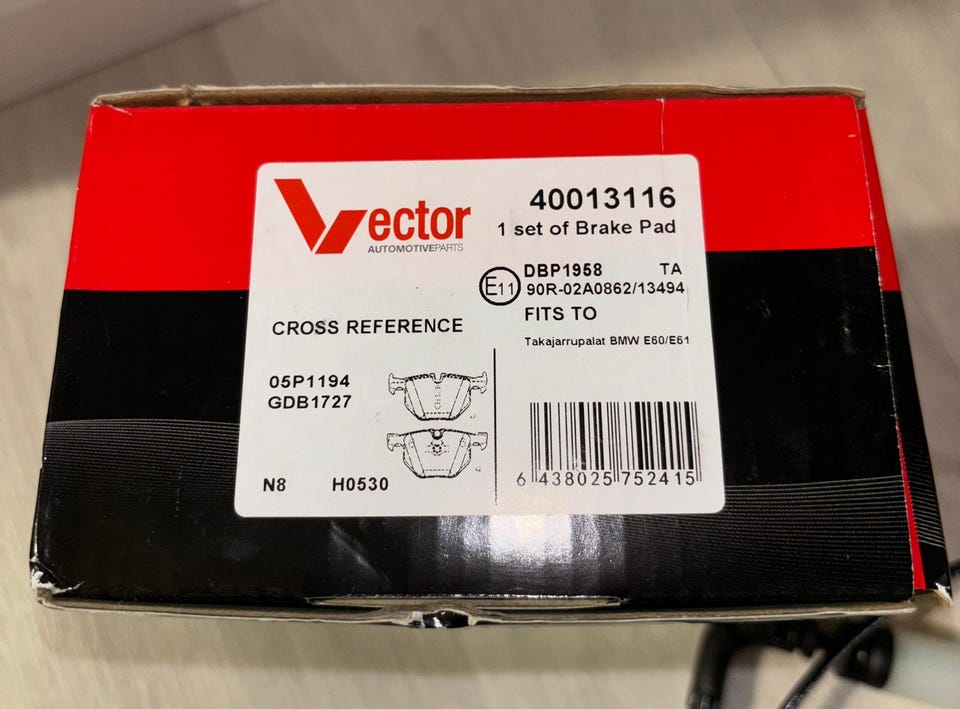 Vector
AUTOMOTIVEPARTS
40013116
1 set of Brake Pad
E11
DBP1958 TA
90R-02A0862/13494
FITS TO
Takajarrupalat BMW E60/E61
CROSS REFERENCE
05P1194
GDB1727
N8 H0530
6 438025 752415